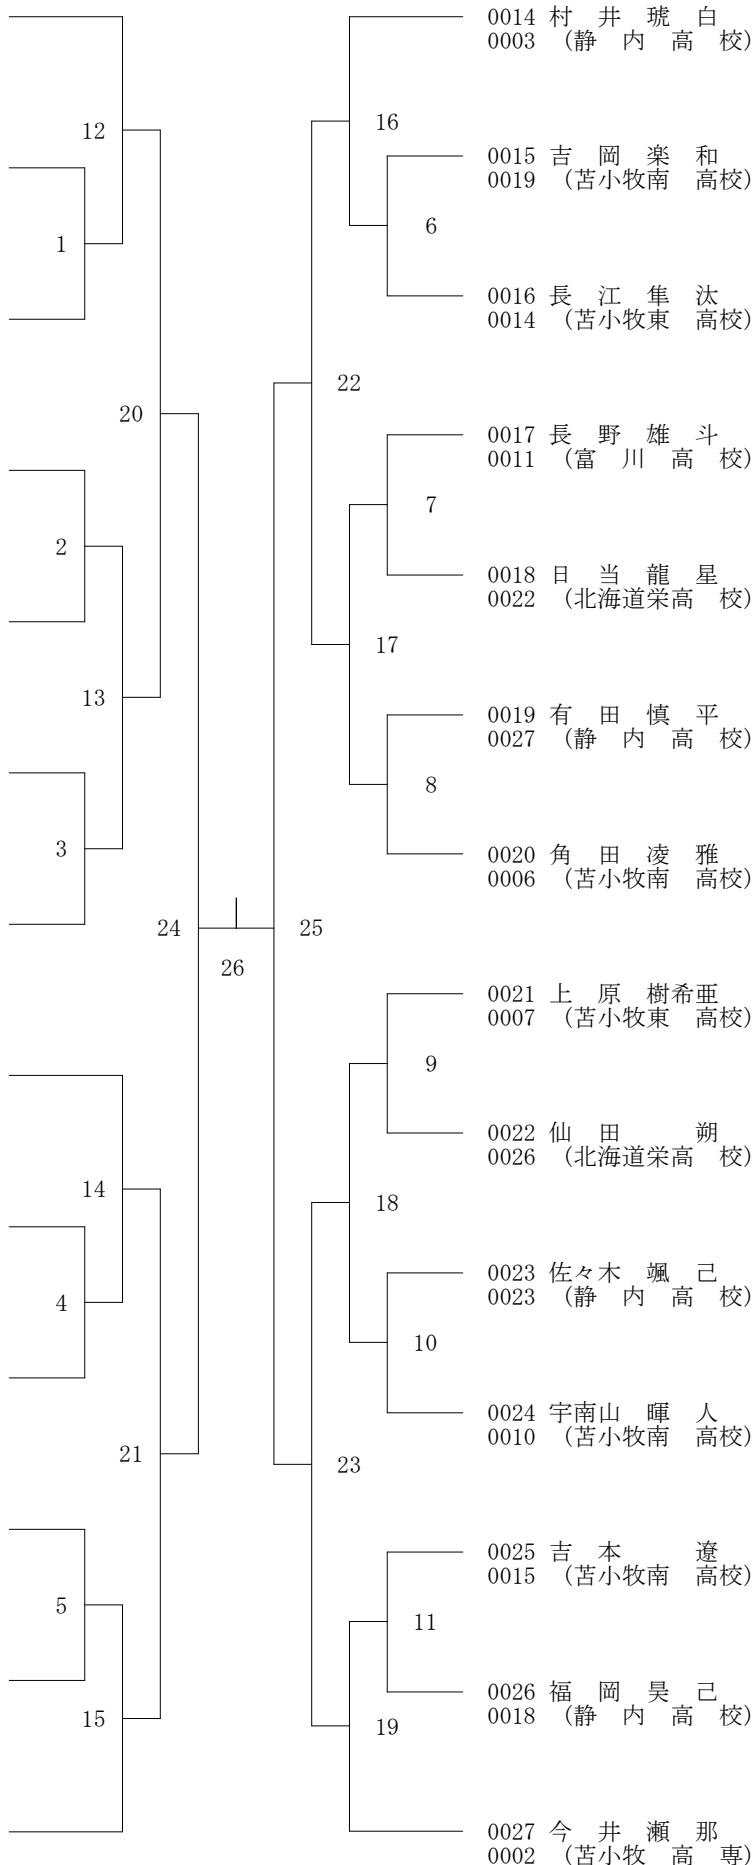 0014 村 井 琥 白
0003 (静 内 高 校)
12
16
0015 吉 岡 楽 和
0019 (苫小牧南 高校)
1
6
0016 長 江 隼 汰
0014 (苫小牧東 高校)
22
20
0017 長 野 雄 斗
0011 (富 川 高 校)
7
2
0018 日 当 龍 星
0022 (北海道栄高 校)
17
13
0019 有 田 慎 平
0027 (静 内 高 校)
8
3
0020 角 田 凌 雅
0006 (苫小牧南 高校)
24
25
26
0021 上 原 樹希亜
0007 (苫小牧東 高校)
9
0022 仙 田 朔
0026 (北海道栄高 校)
14
18
0023 佐々木 颯 己
0023 (静 内 高 校)
4
10
0024 宇南山 暉 人
0010 (苫小牧南 高校)
21
23
0025 吉 本 遼
0015 (苫小牧南 高校)
5
11
0026 福 岡 昊 己
0018 (静 内 高 校)
15
19
0027 今 井 瀬 那
0002 (苫小牧 高 専)